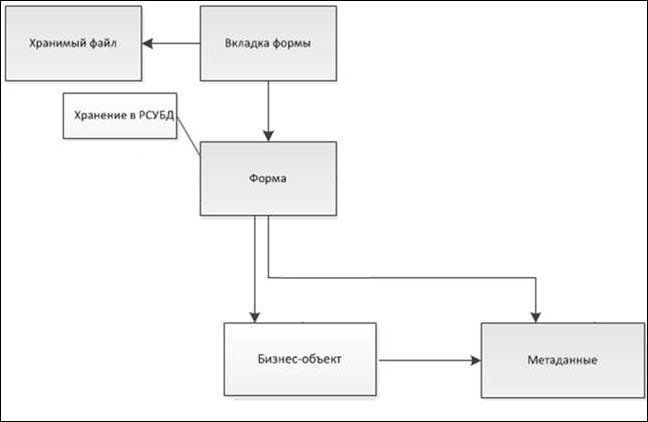 Хранимый файл
Вкладка формы
Хранение в РСУБД
Форма
Бизнес-объект
Метаданные